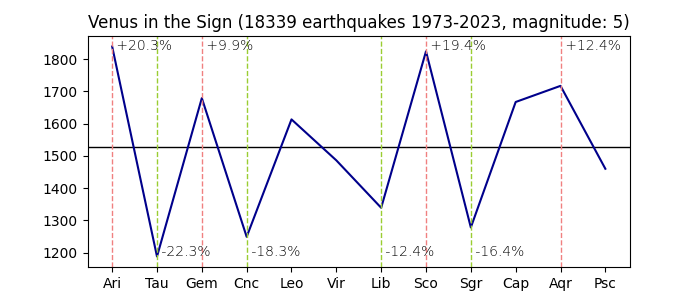 Venus in the Sign (18339 earthquakes 1973-2023, magnitude: 5)
+20.3% +9.9% +19.4% +12.4%
1800
1700
1600
1500
1400
1300
1200
-22.3% -18.3% -12.4% -16.4%
Ari Tau Gem Cnc Leo Vir Lib Sco Sgr Cap Aqr Psc